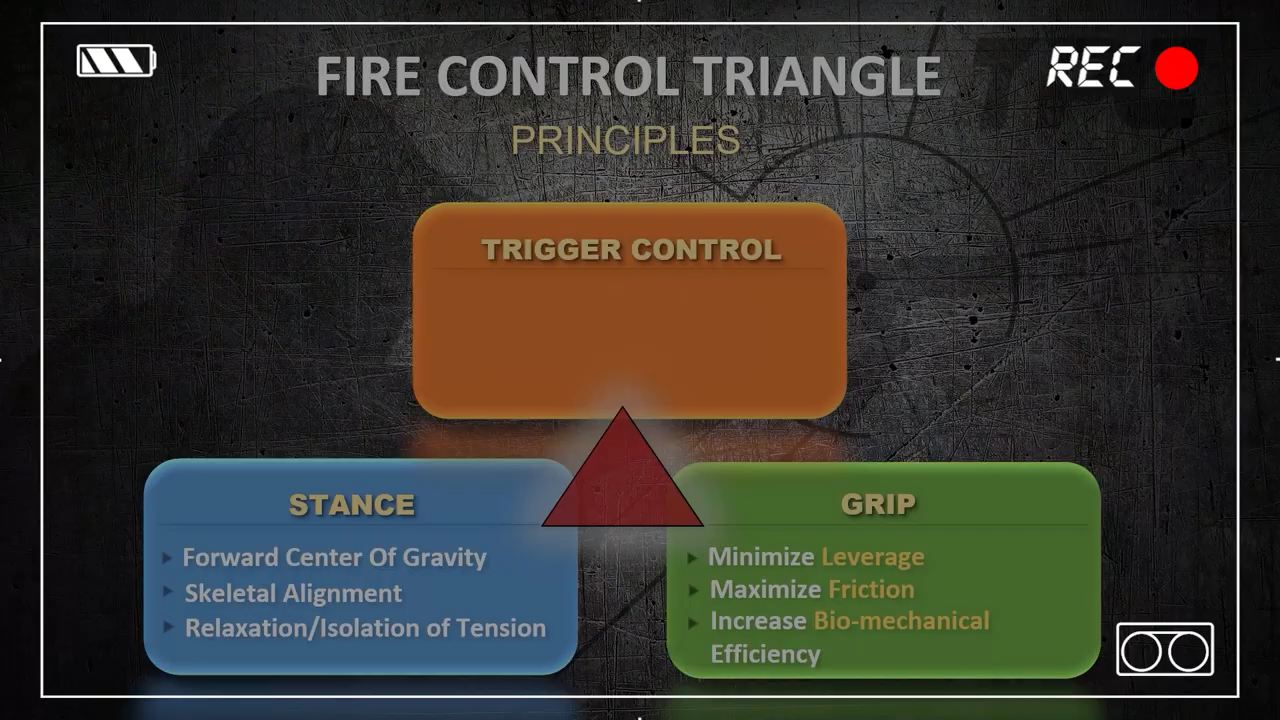 FIRE CONTROL TRIANGLE
REC
PRINCIPLES
TRIGGER CONTROL
STANCE
Forward Center Of Gravity
Skeletal Alignment
Relaxation/Isolation of Tension
GRIP
Minimize Leverage
Maximize Friction
Increase Bio-mechanical
Efficiency